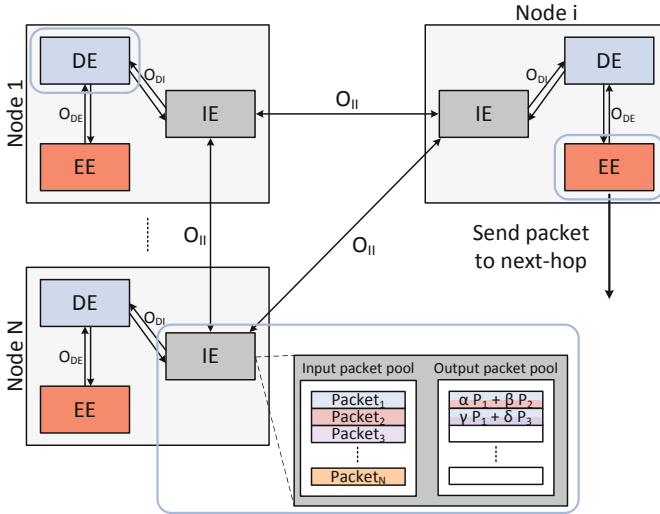 Node 1
DE
O_DI
O_DE
IE
EE
O_II
Node i
IE
O_DI
DE
O_DE
EE
O_II
O_II
Send packet
to next-hop
Node N
DE
O_DI
O_DE
IE
EE
Input packet pool
Packet_1
Packet_2
Packet_3
Packet_N
Output packet pool
α P_1 + β P_2
γ P_1 + δ P_3